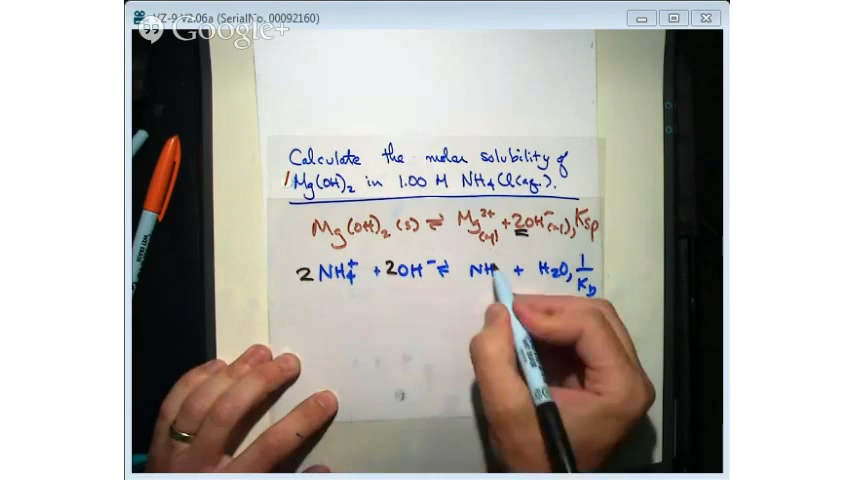 VZ-9 V2.06a (SerialNo. 00092160)
Google+
Calculate the molar solubility of
Mg(OH)2 in 1.00 M NH4Cl(aq.).
Mg(OH)2 (s) ⇌ Mg2+(aq) + 2OH-(aq), Ksp
2 NH4+ + 2OH- ⇌ NH + H2O, 1/Kb